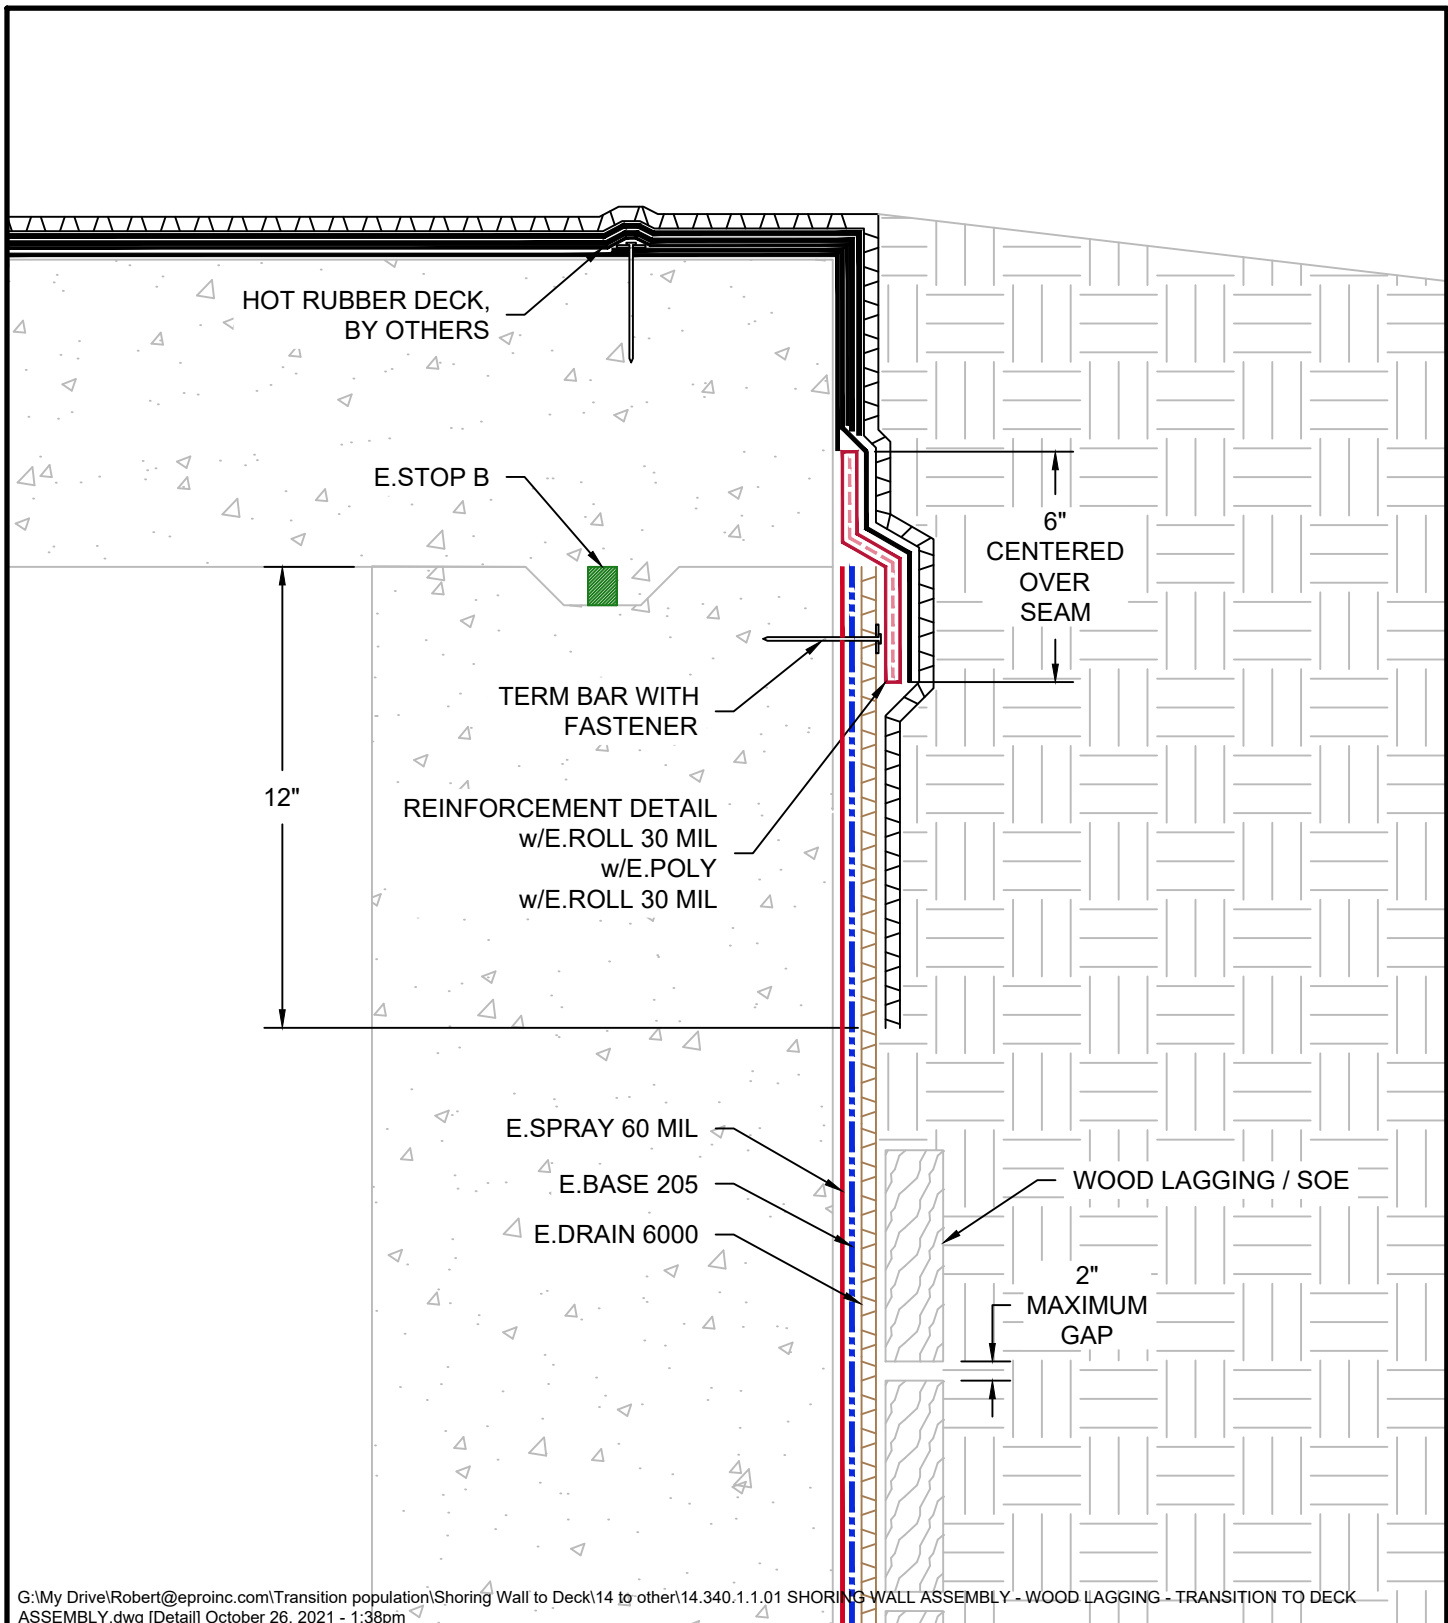 HOT RUBBER DECK,
BY OTHERS
E.STOP B
6"
CENTERED
OVER
SEAM
TERM BAR WITH
FASTENER
12"
REINFORCEMENT DETAIL
w/E.ROLL 30 MIL
w/E.POLY
w/E.ROLL 30 MIL
E.SPRAY 60 MIL
E.BASE 205
E.DRAIN 6000
WOOD LAGGING / SOE
2"
MAXIMUM
GAP
G:\My Drive\Robert@eproinc.com\Transition population\Shoring Wall to Deck\14 to other\14.340.1.1.01 SHORING WALL ASSEMBLY - WOOD LAGGING - TRANSITION TO DECK
ASSEMBLY.dwg [Detail] October 26, 2021 - 1:38pm